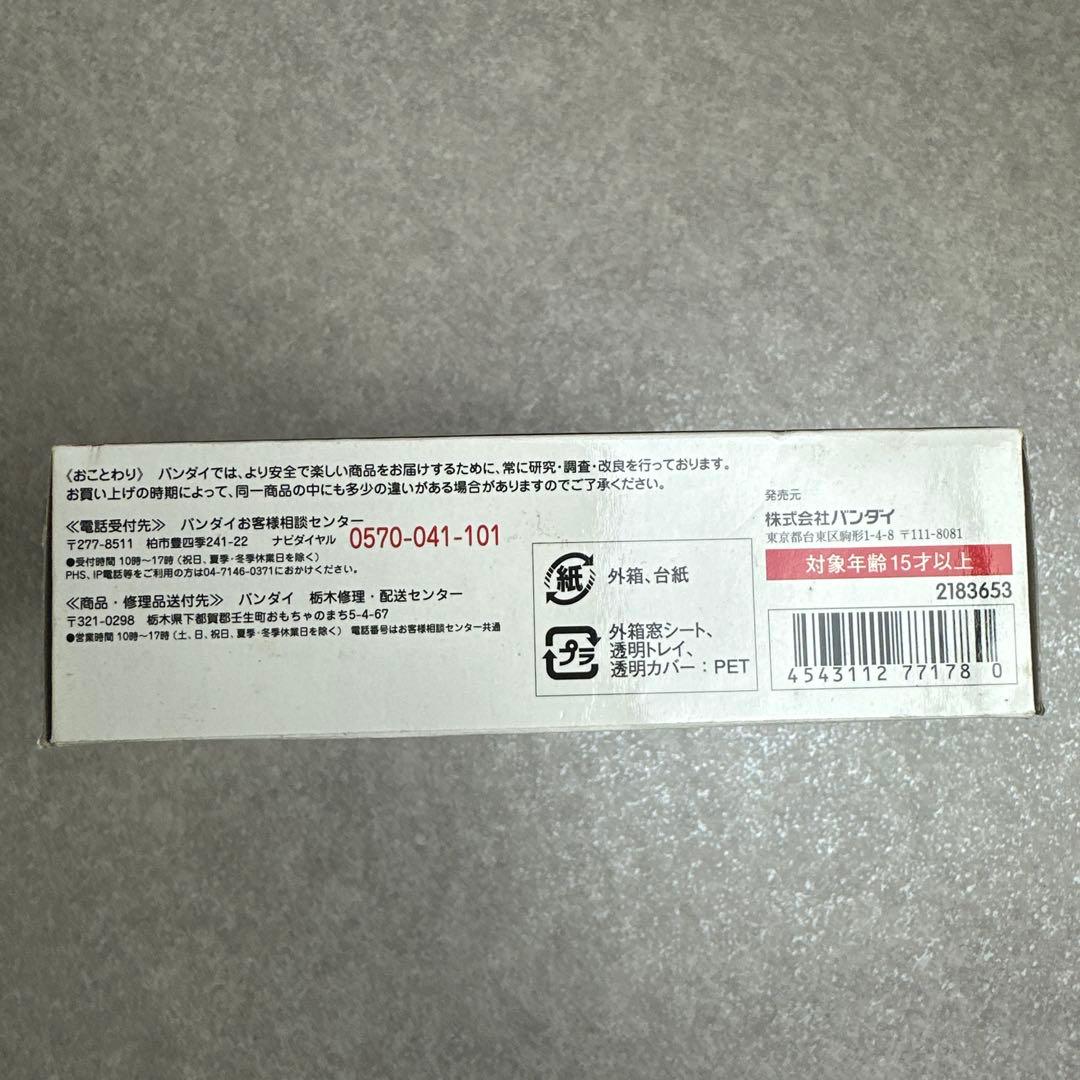 《おことわり》 バンダイでは、より安全で楽しい商品をお届けするために、常に研究・調査・改良を行っております。
お買い上げの時期によって、同一商品の中にも多少の違いがある場合がありますのでご了承ください。
≪電話受付先≫ バンダイお客様相談センター
〒277-8511 柏市豊四季241-22 ナビダイヤル 0570-041-101
●受付時間 10時〜17時(祝日、夏季・冬季休業日を除く)
PHS、IP電話等をご利用の方は04-7146-0371におかけください。
≪商品・修理品送付先≫ バンダイ 栃木修理・配送センター
〒321-0298 栃木県下都賀郡壬生町おもちゃのまち5-4-67
●営業時間 10時〜17時(土、日、祝日、夏季・冬季休業日を除く) 電話番号はお客様相談センター共通
紙 外箱、台紙
プラ 外箱窓シート、
透明トレイ、
透明カバー:PET
発売元
株式会社バンダイ
東京都台東区駒形1-4-8 〒111-8081
対象年齢15才以上
2183653
4543112 77178 0